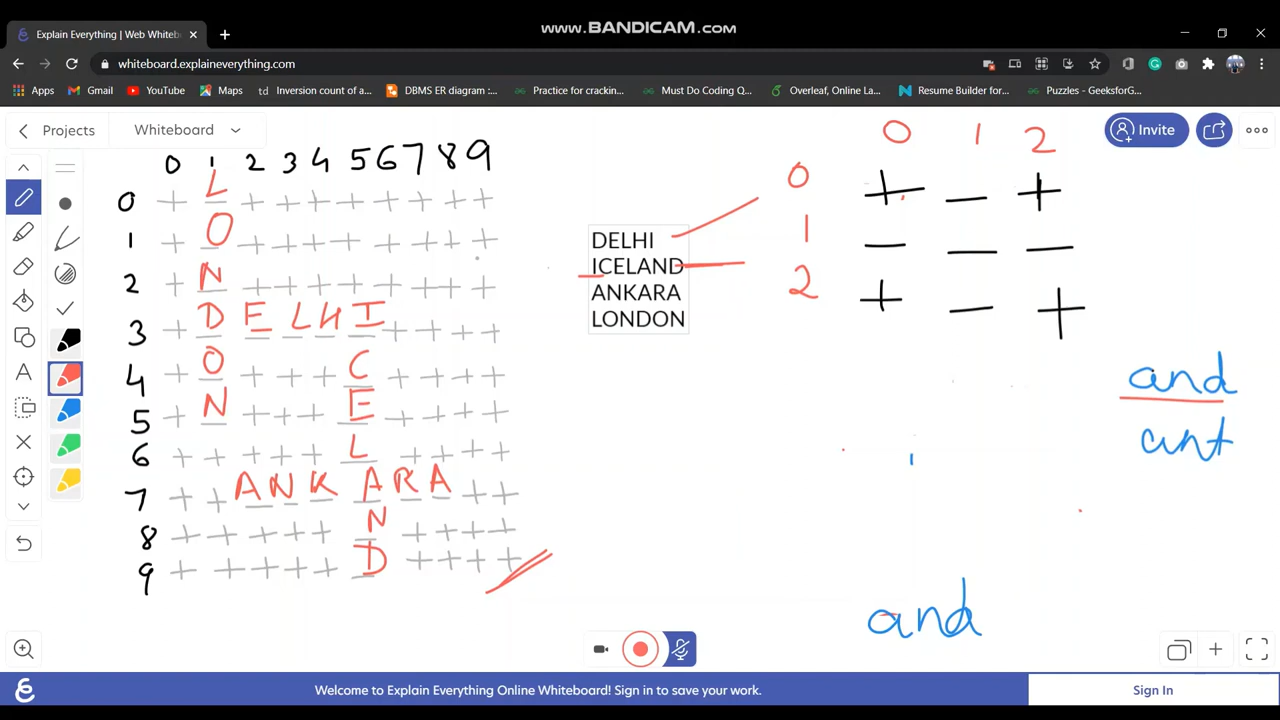 www.BANDICAM.com
Explain Everything | Web Whiteb
whiteboard.explaineverything.com
Apps Gmail YouTube Maps td Inversion count of a... DBMS ER diagram :... Practice for crackin... Must Do Coding Q... Overleaf, Online La... Resume Builder for... Puzzles - GeeksforG...
Projects Whiteboard Invite
0 1 2 3 4 5 6 7 8 9
0 + L + + + + + + + +
1 + O + + + + + + + +
2 + N + + + + + + + +
3 + D E L H I + + + +
4 + O + + + C + + + +
5 + N + + + E + + + +
6 + + + + + L + + + +
7 + + A N K A R A + +
8 + + + + + N + + + +
9 + + + + + D + + + +
DELHI
ICELAND
ANKARA
LONDON
0 1 2
0 + - +
1 - - -
2 + - +
and
ant
and
Welcome to Explain Everything Online Whiteboard! Sign in to save your work. Sign In